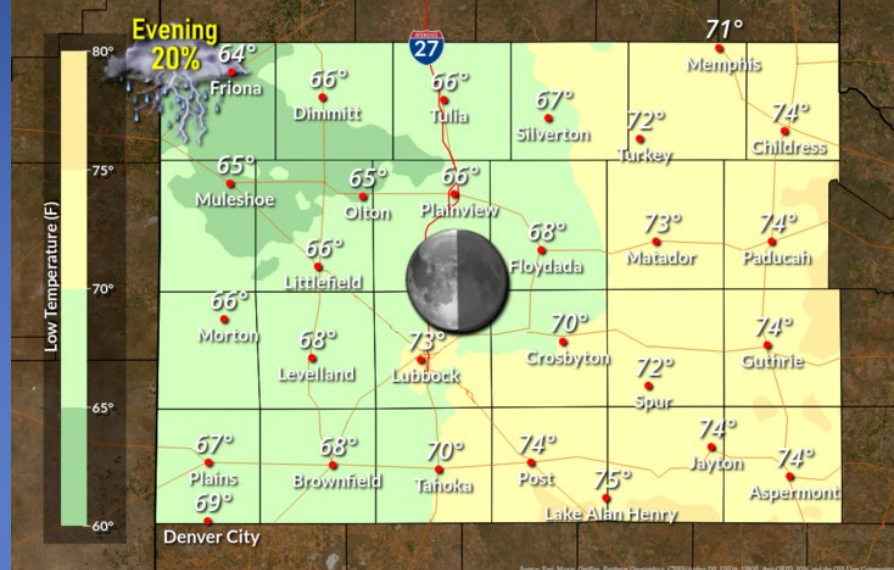 Evening
20%
80°
75°
70°
65°
60°
Low Temperature (F)
INTERSTATE
27
64°
Friona
66°
Dimmitt
66°
Tulia
67°
Silverton
71°
Memphis
72°
Turkey
74°
Childress
65°
Muleshoe
65°
Olton
66°
Plainview
66°
Littlefield
68°
Floydada
73°
Matador
74°
Paducah
66°
Morton
68°
Levelland
73°
Lubbock
70°
Crosbyton
72°
Spur
74°
Guthrie
67°
Plains
68°
Brownfield
70°
Tahoka
74°
Post
75°
Lake Alan Henry
74°
Jayton
74°
Aspermont
69°
Denver City